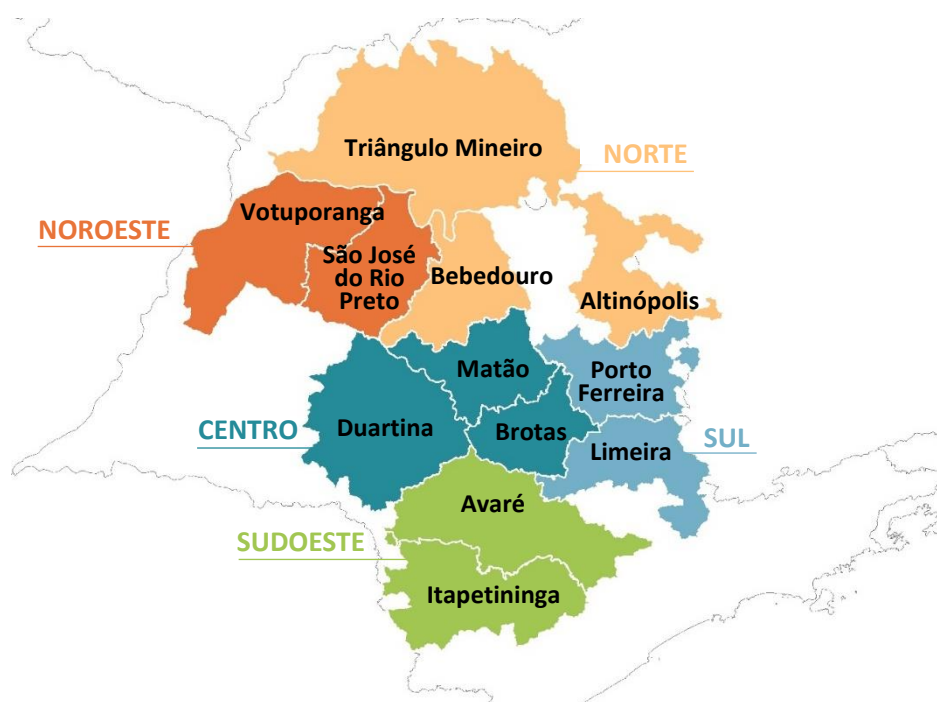 Triângulo Mineiro
NORTE
Votuporanga
NOROESTE
São José
do Rio
Preto
Bebedouro
Altinópolis
Matão
Porto
Ferreira
CENTRO
Duartina
Brotas
Limeira
SUL
Avaré
SUDOESTE
Itapetininga